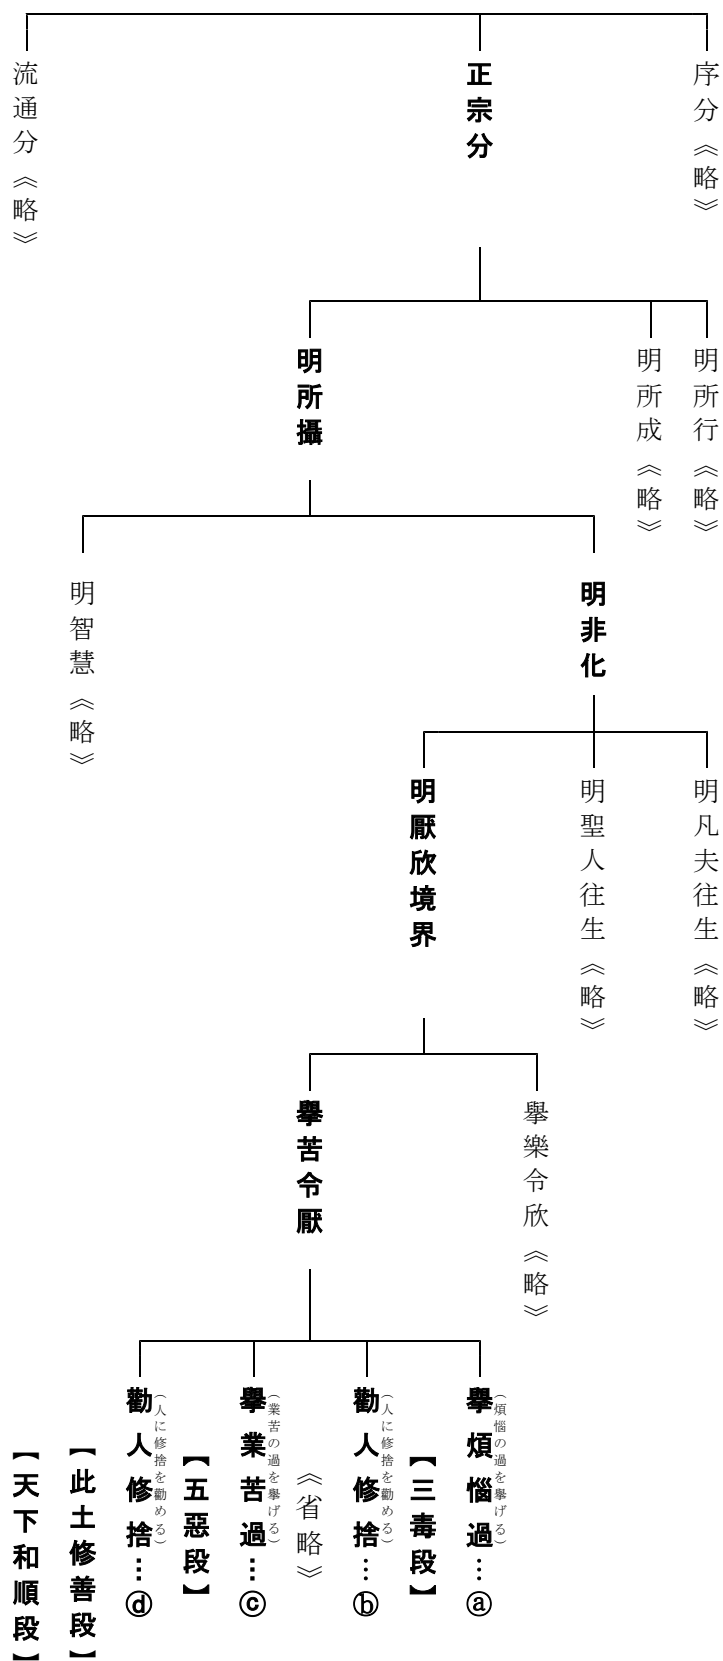 序分《略》
正宗分
流通分《略》
明所行《略》
明所成《略》
明所攝
明非化
明智慧《略》
明凡夫往生《略》
明聖人往生《略》
明厭欣境界
擧樂令欣《略》
擧苦令厭
擧煩惱過…ⓐ
(煩惱の過を擧げる)
【三毒段】
勸人修捨…ⓑ
(人に修捨を勸める)
《省略》
擧業苦過…ⓒ
(業苦の過を擧げる)
【五惡段】
勸人修捨…ⓓ
(人に修捨を勸める)
【此土修善段】
【天下和順段】